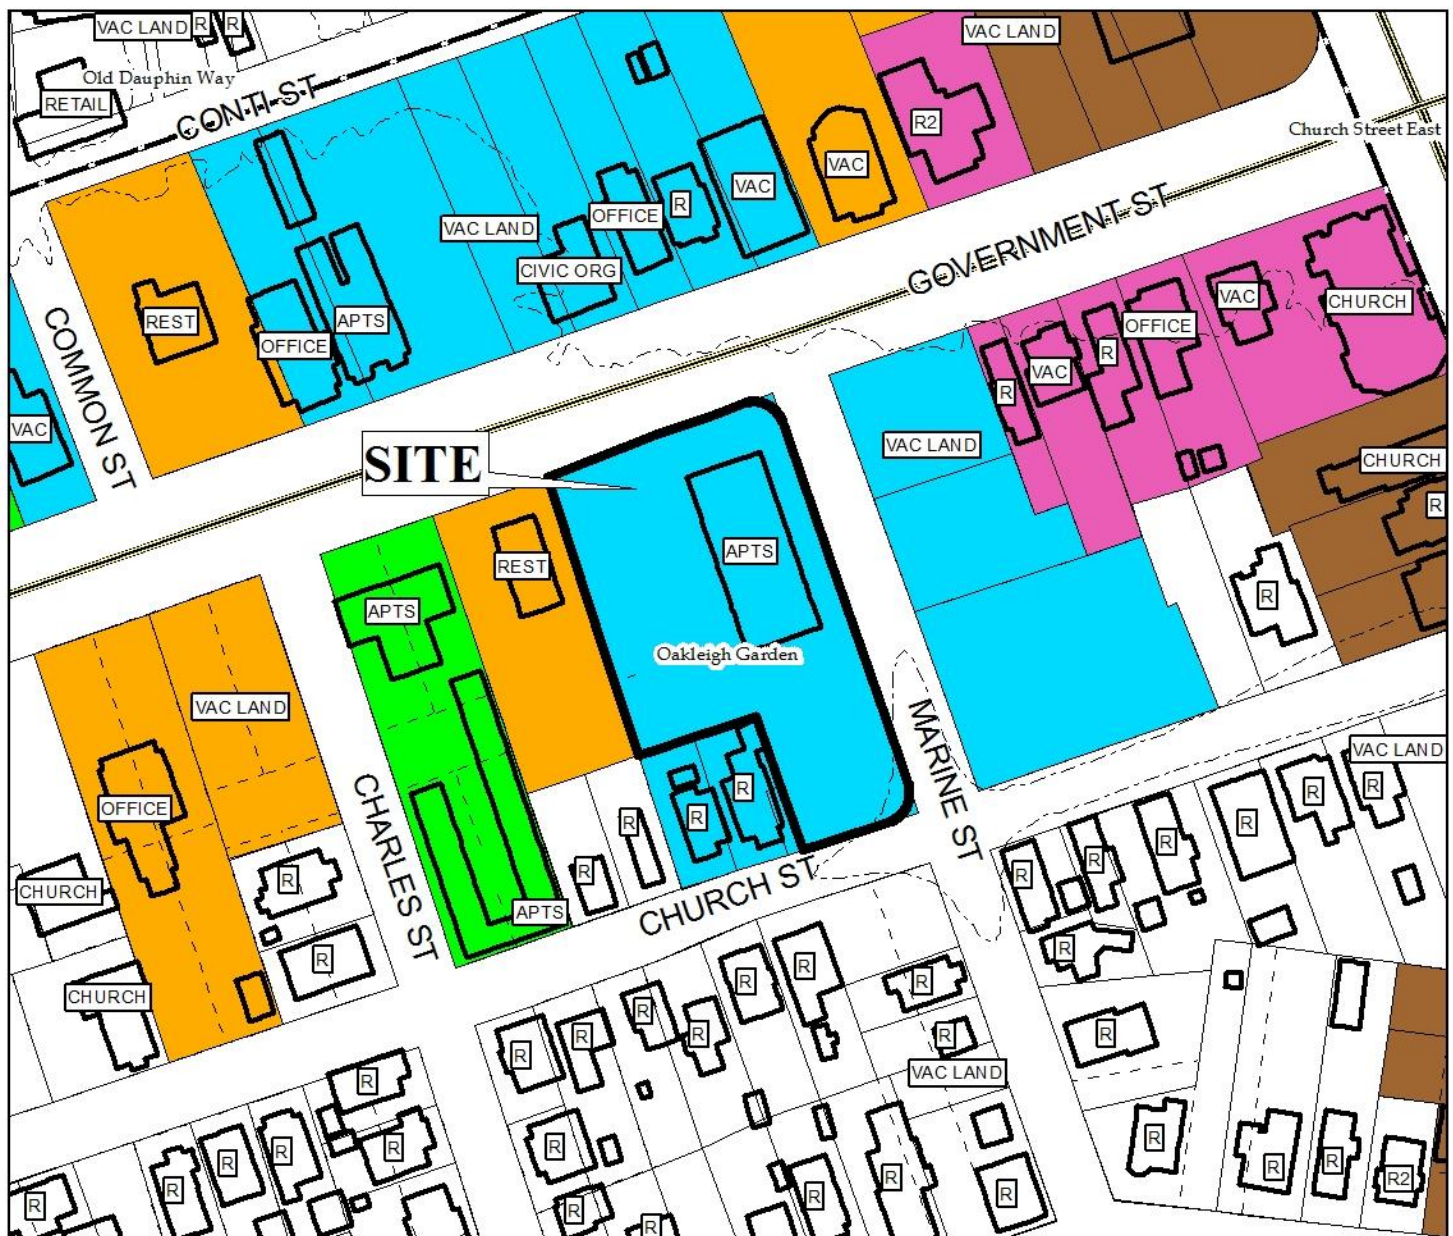 VAC LAND
R
R
VAC LAND
Old Dauphin Way
RETAIL
CONTI ST
R2
Church Street East
VAC
VAC
R
OFFICE
VAC LAND
CIVIC ORG
GOVERNMENT ST
REST
APTS
OFFICE
VAC
CHURCH
OFFICE
R
VAC
R
COMMON ST
VAC
VAC LAND
CHURCH
SITE
R
REST
APTS
APTS
R
Oakleigh Garden
VAC LAND
MARINE ST
VAC LAND
CHARLES ST
OFFICE
R
R
R
R
R
R
R
R
R
R
R
CHURCH
R
APTS
CHURCH ST
R
R
CHURCH
R
R
R
R
R
R
R
R
R
R
VAC LAND
R
R
R
R
R
R
R
R
R
R
R2
R
R
R
R
R
R